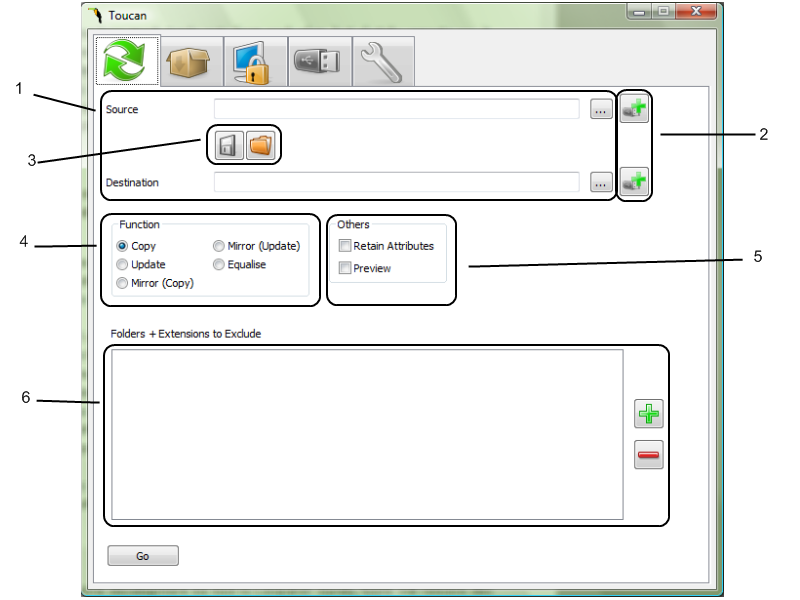 Toucan
1
Source
...
2
3
Destination
...
4
Function
Copy
Mirror (Update)
Update
Equalise
Mirror (Copy)
Others
Retain Attributes
Preview
5
Folders + Extensions to Exclude
6
Go